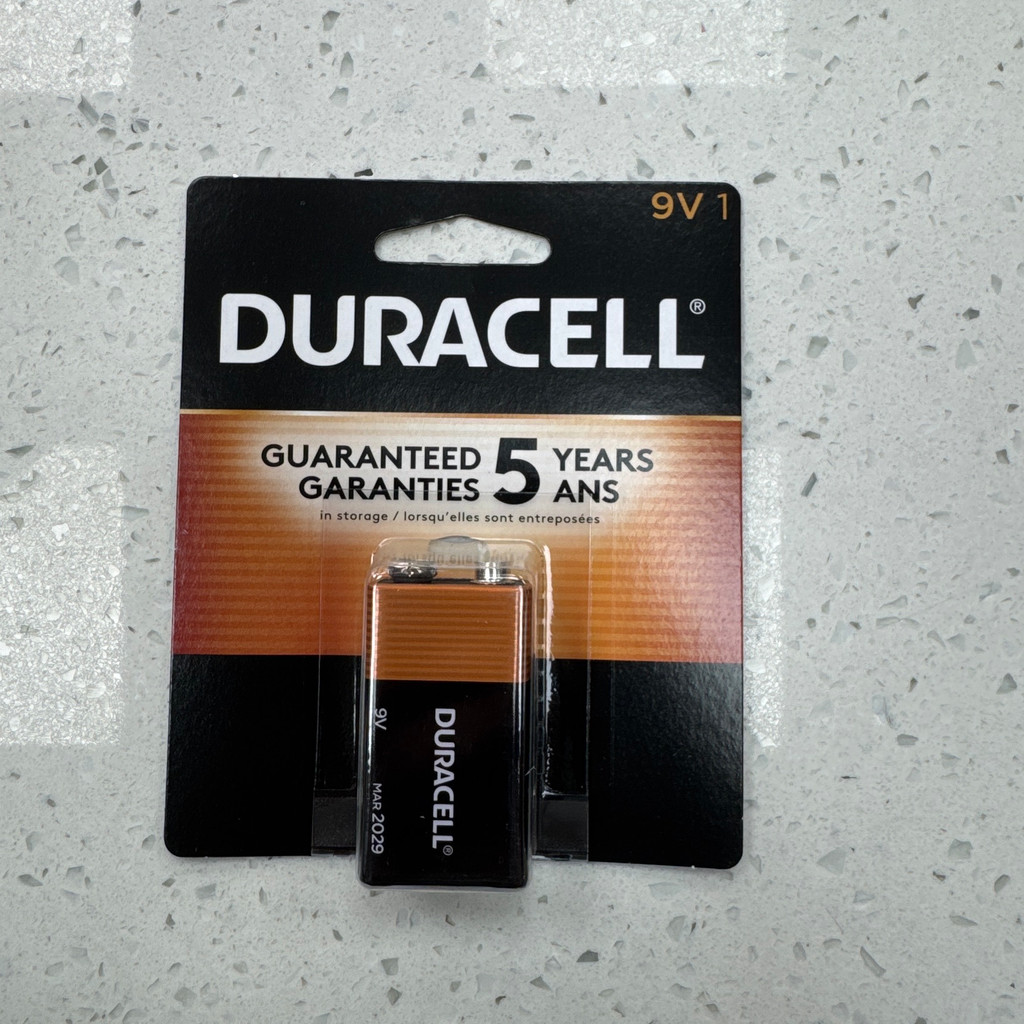 9V 1
DURACELL®
GUARANTEED 5 YEARS
GARANTIES ANS
in storage / lorsqu'elles sont entreposées
DURACELL®
9V MAR 2029